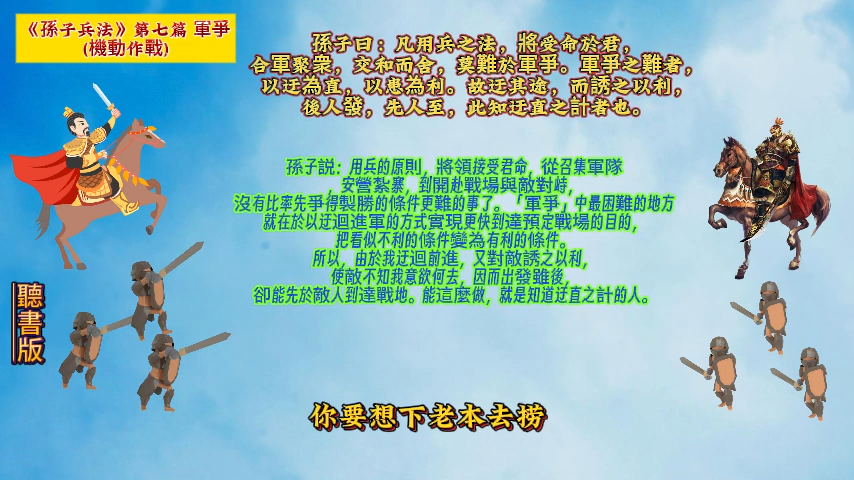 《孫子兵法》第七篇 軍爭
(機動作戰)
孫子曰：凡用兵之法，將受命於君，
合軍聚眾，交和而舍，莫難於軍爭。軍爭之難者，
以迂為直，以患為利。故迂其途，而誘之以利，
後人發，先人至，此知迂直之計者也。
孫子説：用兵的原則，將領接受君命，從召集軍隊
，安營紮寨，到開赴戰場與敵對峙，
沒有比率先爭得製勝的條件更難的事了。「軍爭」中最困難的地方
就在於以迂迴進軍的方式實現更快到達預定戰場的目的，
把看似不利的條件變為有利的條件。
所以，由於我迂迴前進，又對敵誘之以利，
使敵不知我意欲何去，因而出發雖後，
卻能先於敵人到達戰地。能這麼做，就是知道迂直之計的人。
聽書版
你要想下老本去捞